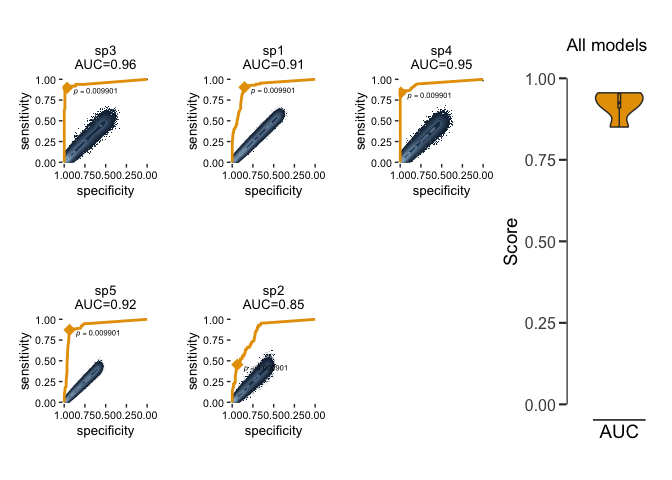 sp3
AUC=0.96
sensitivity
1.00
0.75
0.50
0.25
0.00
p = 0.009901
1.000.750.500.250.00
specificity
sp1
AUC=0.91
sensitivity
1.00
0.75
0.50
0.25
0.00
p = 0.009901
1.000.750.500.250.00
specificity
sp4
AUC=0.95
sensitivity
1.00
0.75
0.50
0.25
0.00
p = 0.009901
1.000.750.500.250.00
specificity
sp5
AUC=0.92
sensitivity
1.00
0.75
0.50
0.25
0.00
p = 0.009901
1.000.750.500.250.00
specificity
sp2
AUC=0.85
sensitivity
1.00
0.75
0.50
0.25
0.00
p = 0.009901
1.000.750.500.250.00
specificity
All models
Score
1.00
0.75
0.50
0.25
0.00
AUC